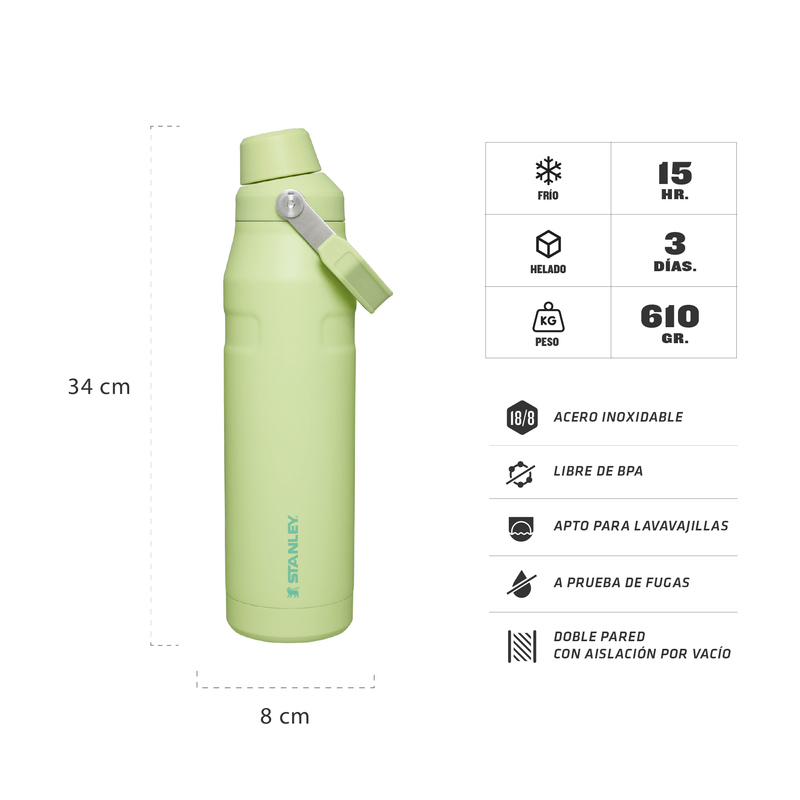 34 cm
8 cm
STANLEY
FRÍO
15
HR.
HELADO
3
DÍAS.
KG
PESO
610
GR.
18/8
ACERO INOXIDABLE
LIBRE DE BPA
APTO PARA LAVAVAJILLAS
A PRUEBA DE FUGAS
DOBLE PARED
CON AISLACIÓN POR VACÍO